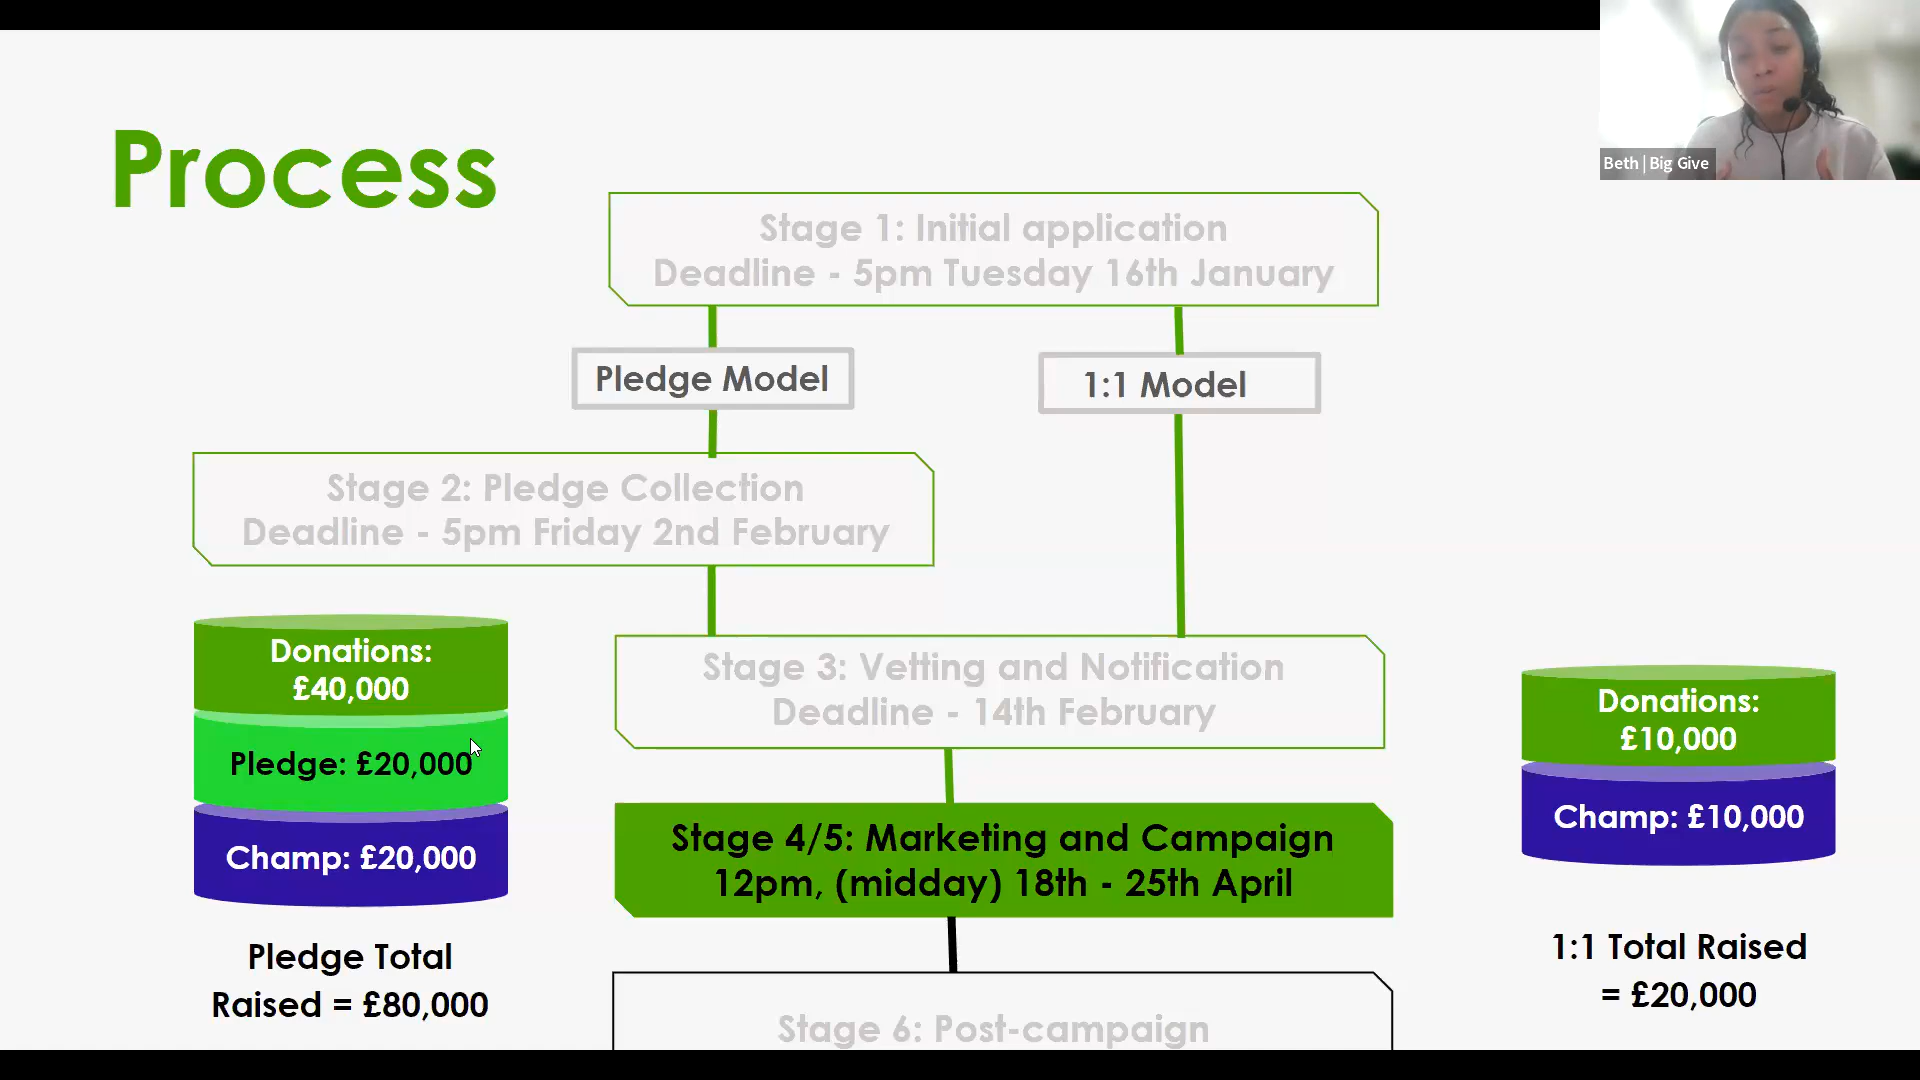 Process
Beth | Big Give
Stage 1: Initial application
Deadline - 5pm Tuesday 16th January
Pledge Model
1:1 Model
Stage 2: Pledge Collection
Deadline - 5pm Friday 2nd February
Donations:
£40,000
Pledge: £20,000
Champ: £20,000
Pledge Total
Raised = £80,000
Stage 3: Vetting and Notification
Deadline - 14th February
Stage 4/5: Marketing and Campaign
12pm, (midday) 18th - 25th April
Stage 6: Post-campaign
Donations:
£10,000
Champ: £10,000
1:1 Total Raised
= £20,000